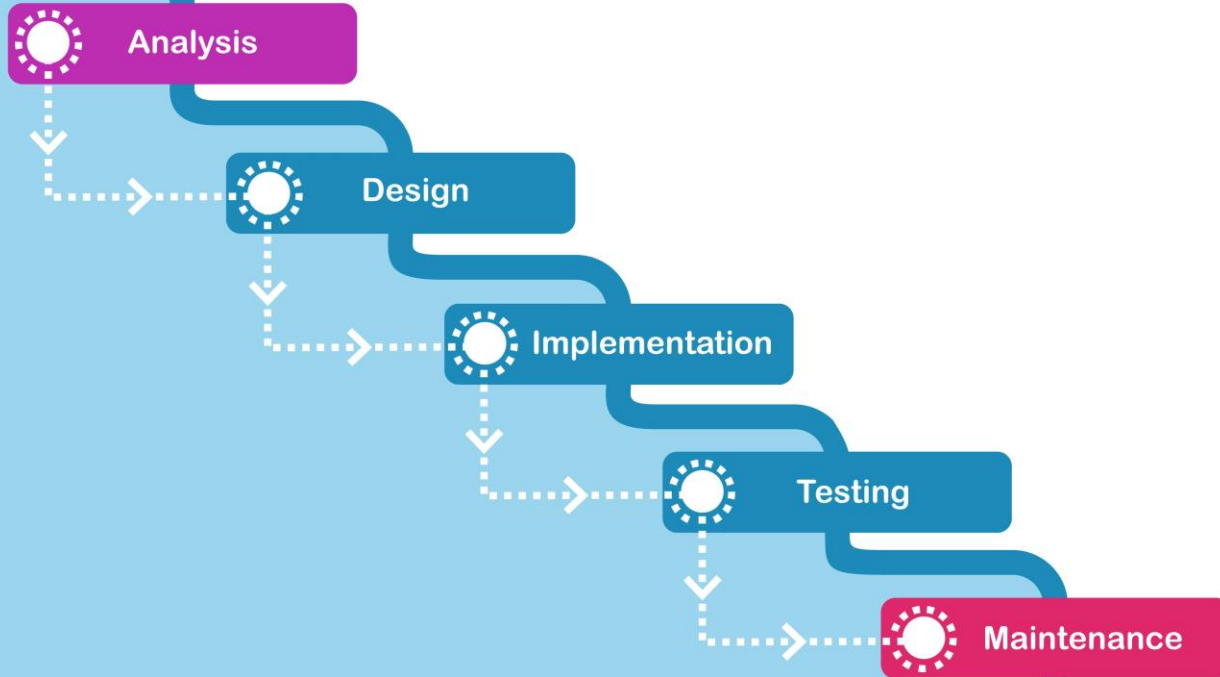 Analysis
Design
Implementation
Testing
Maintenance